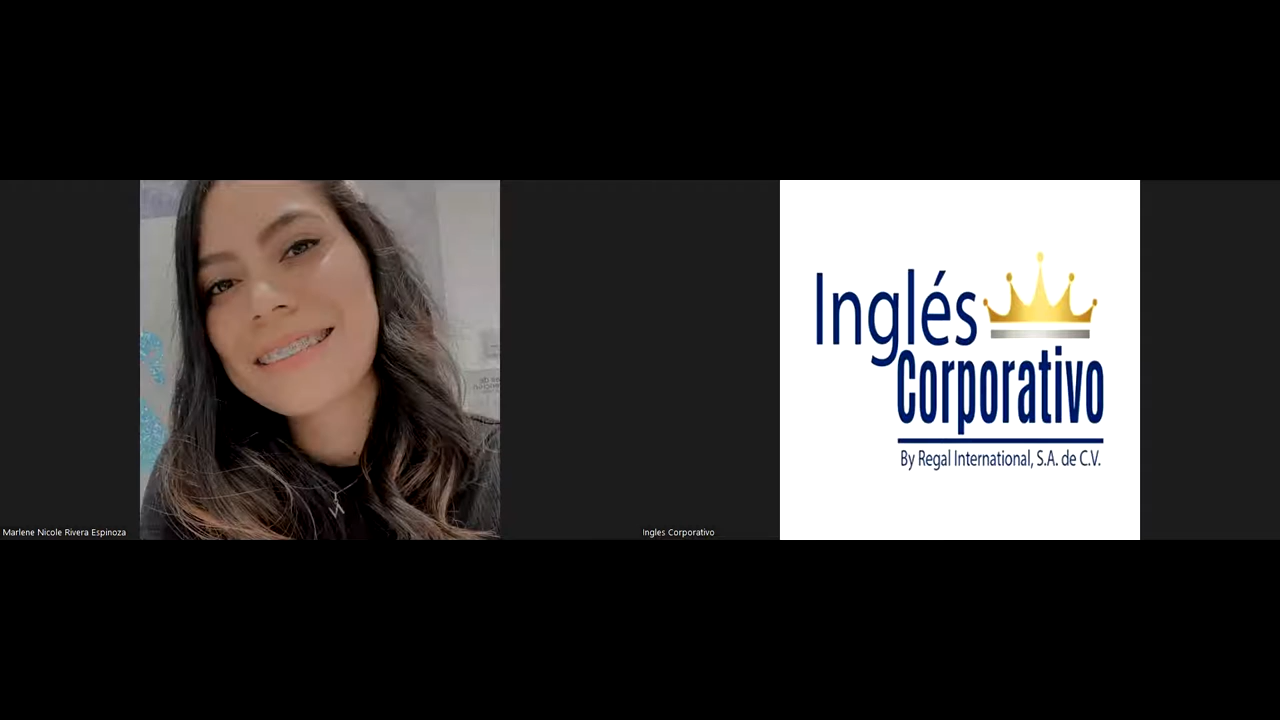 Marlene Nicole Rivera Espinoza
Inglés
Corporativo
By Regal International, S.A. de C.V.
Ingles Corporativo